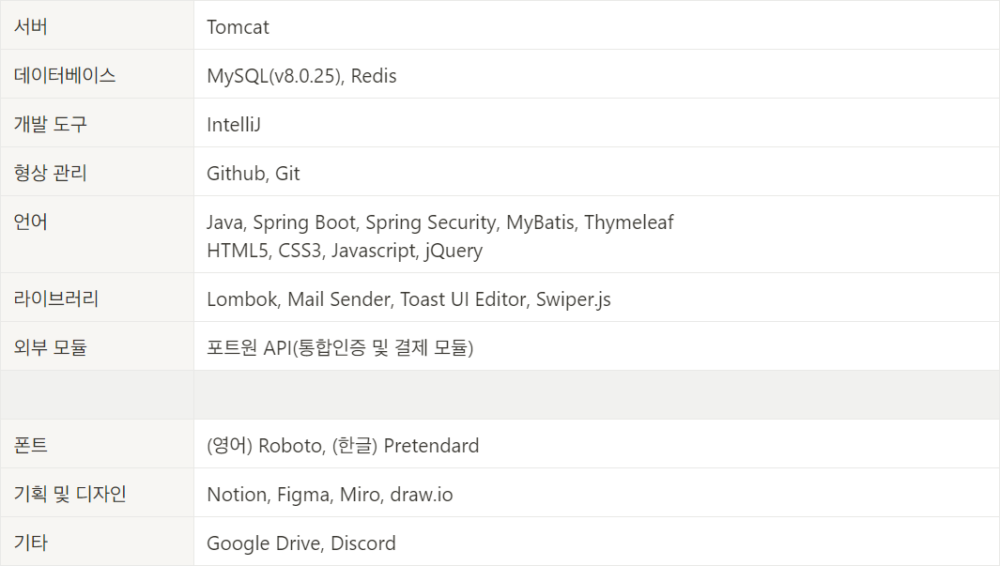 서버 Tomcat
데이터베이스 MySQL(v8.0.25), Redis
개발 도구 IntelliJ
형상 관리 Github, Git
언어 Java, Spring Boot, Spring Security, MyBatis, Thymeleaf
HTML5, CSS3, Javascript, jQuery
라이브러리 Lombok, Mail Sender, Toast UI Editor, Swiper.js
외부 모듈 포트원 API(통합인증 및 결제 모듈)
폰트 (영어) Roboto, (한글) Pretendard
기획 및 디자인 Notion, Figma, Miro, draw.io
기타 Google Drive, Discord